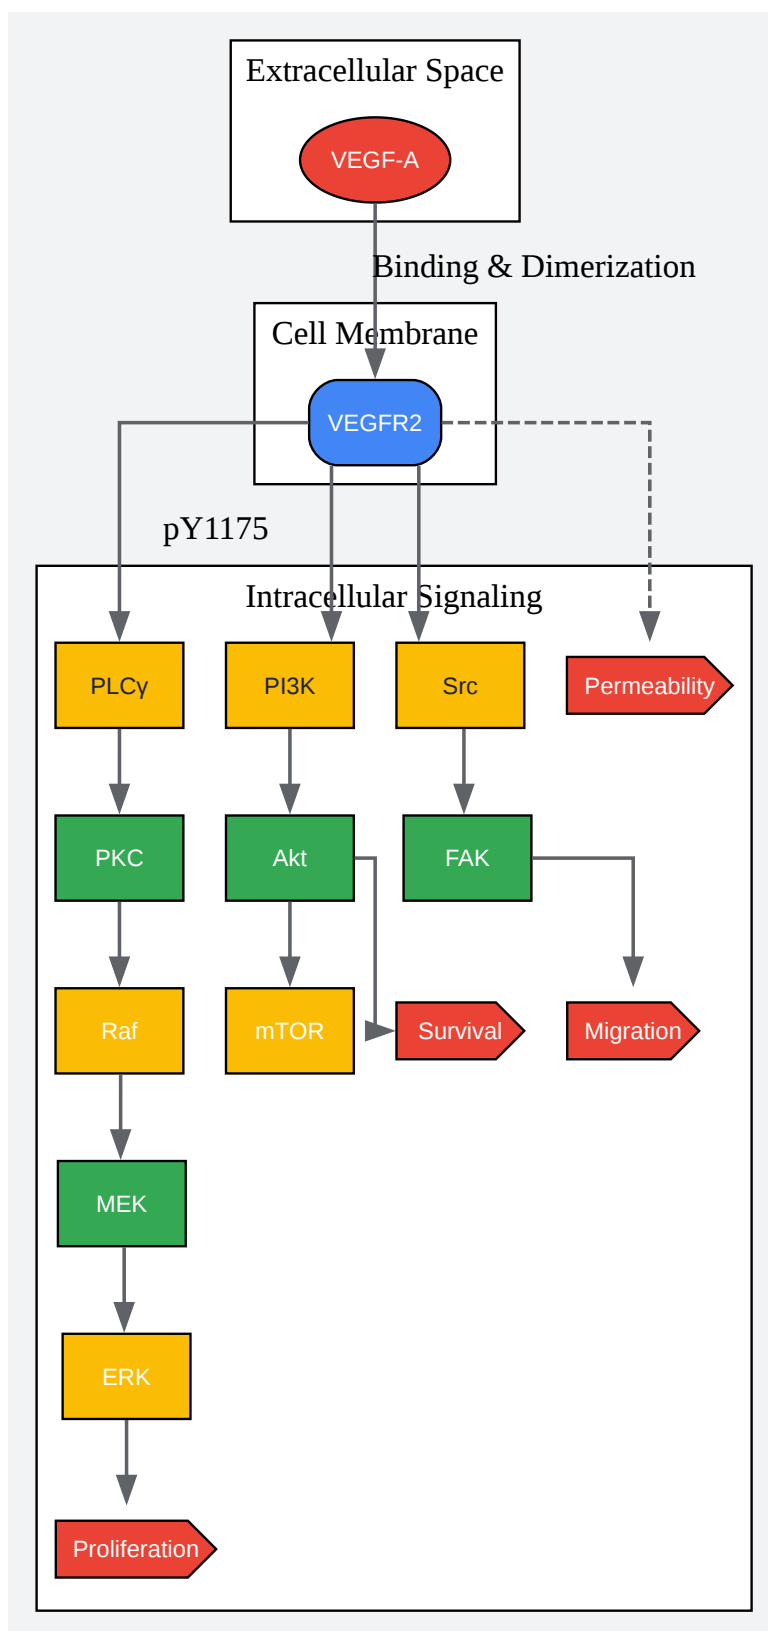 Extracellular Space
VEGF-A
Binding & Dimerization
Cell Membrane
VEGFR2
pY1175
Intracellular Signaling
PLCγ
PI3K
Src
Permeability
PKC
Akt
FAK
Raf
mTOR
Survival
Migration
MEK
ERK
Proliferation